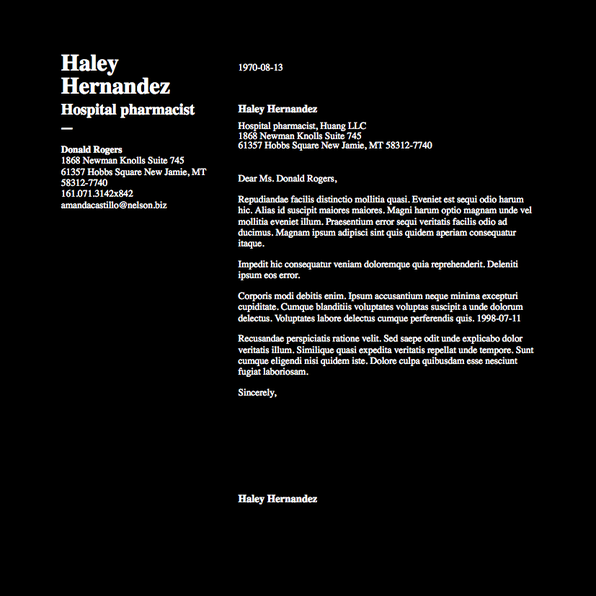 Haley
Hernandez
Hospital pharmacist
Donald Rogers
1868 Newman Knolls Suite 745
61357 Hobbs Square New Jamie, MT
58312-7740
161.071.3142x842
amandacastillo@nelson.biz
1970-08-13
Haley Hernandez
Hospital pharmacist, Huang LLC
1868 Newman Knolls Suite 745
61357 Hobbs Square New Jamie, MT 58312-7740
Dear Ms. Donald Rogers,
Repudiandae facilis distinctio mollitia quasi. Eveniet est sequi odio harum
hic. Alias id suscipit maiores maiores. Magni harum optio magnam unde vel
mollitia eveniet illum. Praesentium error sequi veritatis facilis odio ad
ducimus. Magnam ipsum adipisci sint quis quidem aperiam consequatur
itaque.
Impedit hic consequatur veniam doloremque quia reprehenderit. Deleniti
ipsum eos error.
Corporis modi debitis enim. Ipsum accusantium neque minima excepturi
cupiditate. Cumque blanditiis voluptates voluptas suscipit a unde dolorum
delectus. Voluptates labore delectus cumque perferendis quis. 1998-07-11
Recusandae perspiciatis ratione velit. Sed saepe odit unde explicabo dolor
veritatis illum. Similique quasi expedita veritatis repellat unde tempore. Sunt
cumque eligendi nisi quidem iste. Dolore culpa quibusdam esse nesciunt
fugiat laboriosam.
Sincerely,
Haley Hernandez